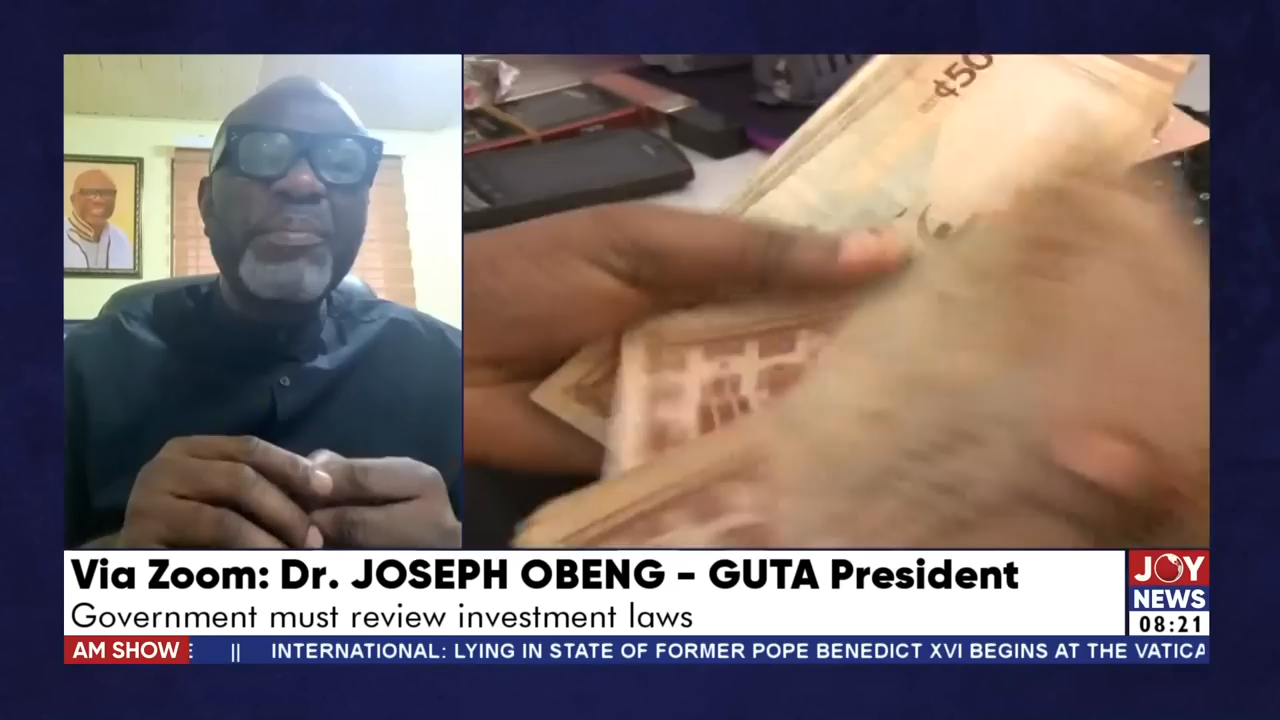 ¢50
Via Zoom: Dr. JOSEPH OBENG - GUTA President
Government must review investment laws
JOY
NEWS
08:21
AM SHOW
|| INTERNATIONAL: LYING IN STATE OF FORMER POPE BENEDICT XVI BEGINS AT THE VATICA